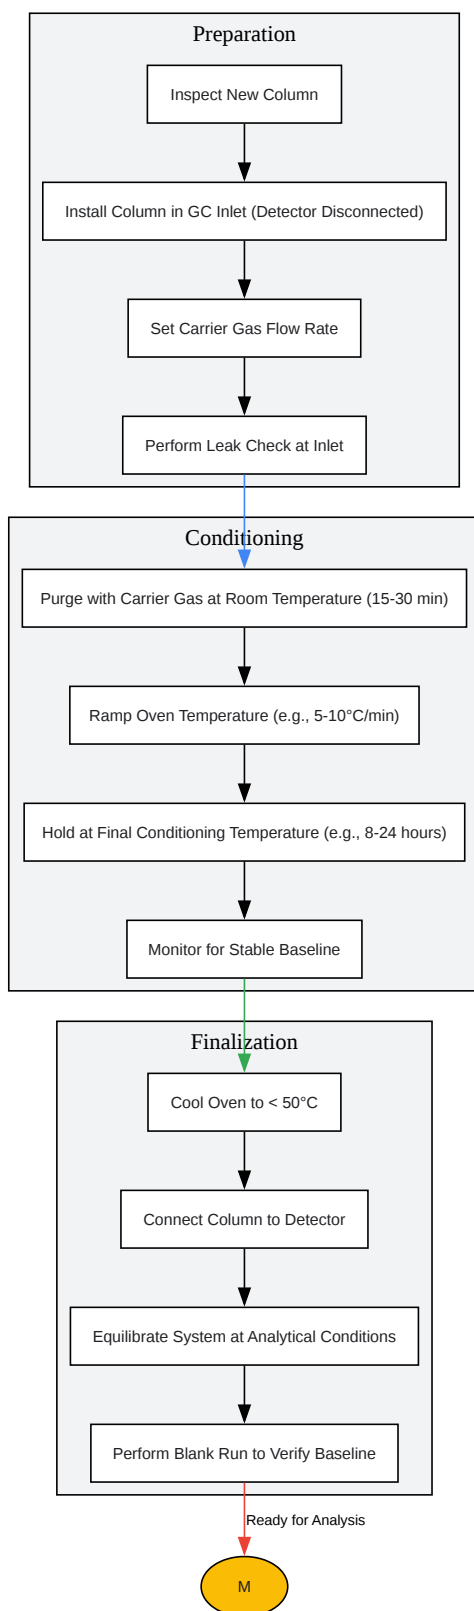 Preparation
Inspect New Column
Install Column in GC Inlet (Detector Disconnected)
Set Carrier Gas Flow Rate
Perform Leak Check at Inlet
Conditioning
Purge with Carrier Gas at Room Temperature (15-30 min)
Ramp Oven Temperature (e.g., 5-10°C/min)
Hold at Final Conditioning Temperature (e.g., 8-24 hours)
Monitor for Stable Baseline
Finalization
Cool Oven to < 50°C
Connect Column to Detector
Equilibrate System at Analytical Conditions
Perform Blank Run to Verify Baseline
Ready for Analysis
M